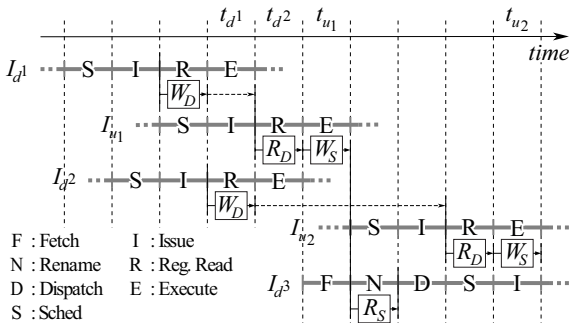 t_d1 t_d2 t_u1 t_u2
time
I_d1 S I R E
W_D
I_u1 S I R E
R_D W_S
I_d2 S I R E
W_D
I_u2 S I R E
R_D W_S
I_d3 F N D S I
R_S
F : Fetch I : Issue
N : Rename R : Reg. Read
D : Dispatch E : Execute
S : Sched